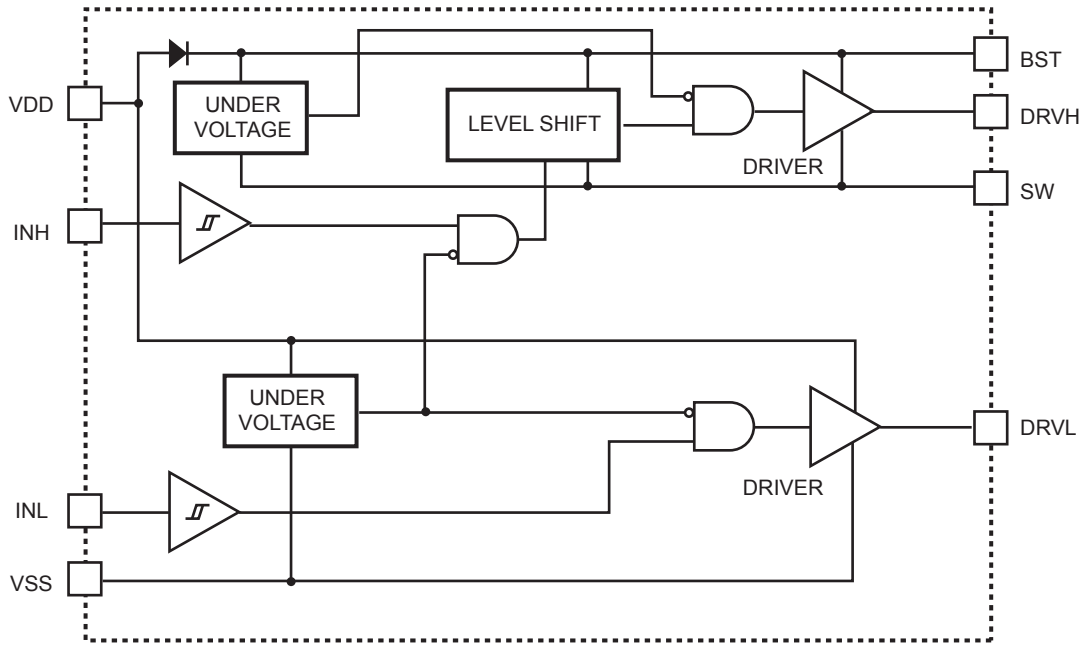 BST
VDD
UNDER
VOLTAGE
LEVEL SHIFT
DRVH
DRIVER
SW
INH
UNDER
VOLTAGE
DRVL
DRIVER
INL
VSS